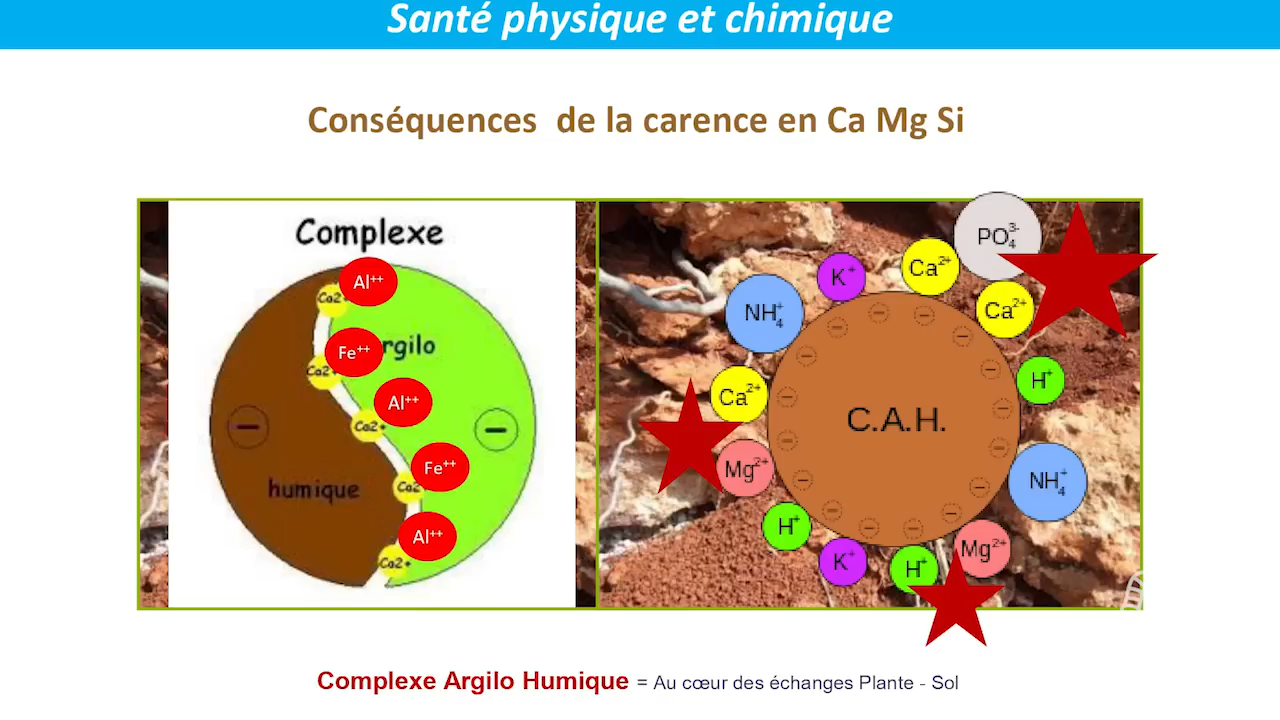 Santé physique et chimique
Conséquences de la carence en Ca Mg Si
Complexe
Al⁺⁺
Ca2+
Fe⁺⁺
rgilo
Ca2+
Al⁺⁺
Ca2+
Fe⁺⁺
humique
Ca2
Al⁺⁺
Ca2+
PO₄³⁻
K⁺
Ca²⁺
NH₄⁺
Ca²⁺
H⁺
Ca²⁺
C.A.H.
Mg²⁺
NH₄⁺
H⁺
Mg²⁺
K⁺
H⁺
Complexe Argilo Humique = Au cœur des échanges Plante - Sol